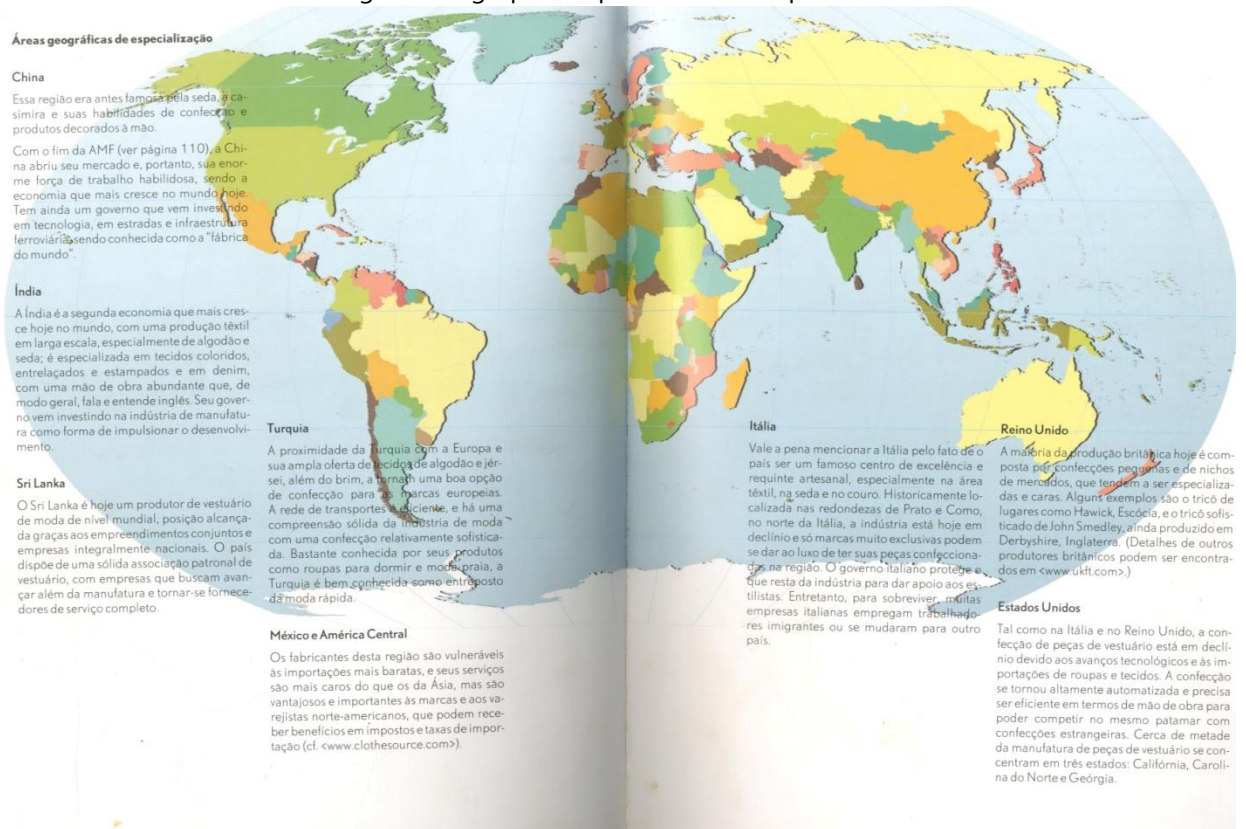 Áreas geográficas de especialização
China
Essa região era antes famosa pela seda, a ca-
simira e suas habilidades de confecção e
produtos decorados à mão.
Com o fim da AMF (ver página 110), a Chi-
na abriu seu mercado e, portanto, sua enor-
me força de trabalho habilidosa, sendo a
economia que mais cresce no mundo hoje.
Tem ainda um governo que vem investindo
em tecnologia, em estradas e infraestrutura
ferroviária, sendo conhecida como a "fábrica
do mundo".
Índia
A Índia é a segunda economia que mais cres-
ce hoje no mundo, com uma produção têxtil
em larga escala, especialmente de algodão e
seda; é especializada em tecidos coloridos,
entrelaçados e estampados e em denim,
com uma mão de obra abundante que, de
modo geral, fala e entende inglês. Seu gover-
no vem investindo na indústria de manufatu-
ra como forma de impulsionar o desenvolvi-
mento.
Sri Lanka
O Sri Lanka é hoje um produtor de vestuário
de moda de nível mundial, posição alcança-
da graças aos empreendimentos conjuntos e
empresas integralmente nacionais. O país
dispõe de uma sólida associação patronal de
vestuário, com empresas que buscam avan-
çar além da manufatura e tornar-se fornece-
dores de serviço completo.
Turquia
A proximidade da Turquia com a Europa e
sua ampla oferta de tecidos de algodão e jér-
sei, além do brim, a tornam uma boa opção
de confecção para as marcas europeias.
A rede de transportes é eficiente, e há uma
compreensão sólida da indústria de moda
com uma confecção relativamente sofistica-
da. Bastante conhecida por seus produtos
como roupas para dormir e moda praia, a
Turquia é bem conhecida como entreposto
da moda rápida.
México e América Central
Os fabricantes desta região são vulneráveis
às importações mais baratas, e seus serviços
são mais caros do que os da Ásia, mas são
vantajosos e importantes às marcas e aos va-
rejistas norte-americanos, que podem rece-
ber benefícios em impostos e taxas de impor-
tação (cf. <www.clothesource.com>).
Itália
Vale a pena mencionar a Itália pelo fato de o
país ser um famoso centro de excelência e
requinte artesanal, especialmente na área
têxtil, na seda e no couro. Historicamente lo-
calizada nas redondezas de Prato e Como,
no norte da Itália, a indústria está hoje em
declínio e só marcas muito exclusivas podem
se dar ao luxo de ter suas peças confecciona-
das na região. O governo italiano protege o
que resta da indústria para dar apoio aos es-
tilistas. Entretanto, para sobreviver, muitas
empresas italianas empregam trabalhado-
res imigrantes ou se mudaram para outro
país.
Reino Unido
A maioria da produção britânica hoje é com-
posta por confecções pequenas e de nichos
de mercados, que tendem a ser especializa-
das e caras. Alguns exemplos são o tricô de
lugares como Hawick, Escócia, e o tricô sofis-
ticado de John Smedley, ainda produzido em
Derbyshire, Inglaterra. (Detalhes de outros
produtores britânicos podem ser encontra-
dos em <www.ukft.com>.)
Estados Unidos
Tal como na Itália e no Reino Unido, a con-
fecção de peças de vestuário está em declí-
nio devido aos avanços tecnológicos e às im-
portações de roupas e tecidos. A confecção
se tornou altamente automatizada e precisa
ser eficiente em termos de mão de obra para
poder competir no mesmo patamar com
confecções estrangeiras. Cerca de metade
da manufatura de peças de vestuário se con-
centram em três estados: Califórnia, Caroli-
na do Norte e Geórgia.